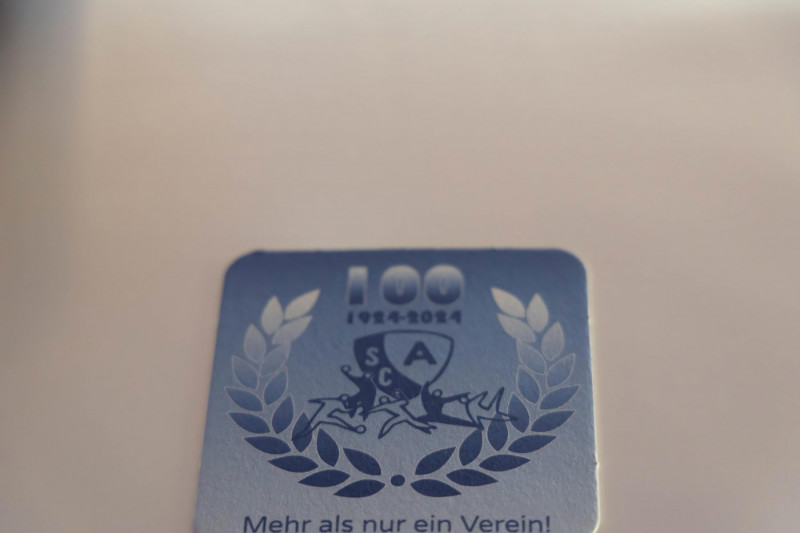 100
1924-2024
S A
C
Mehr als nur ein Verein!